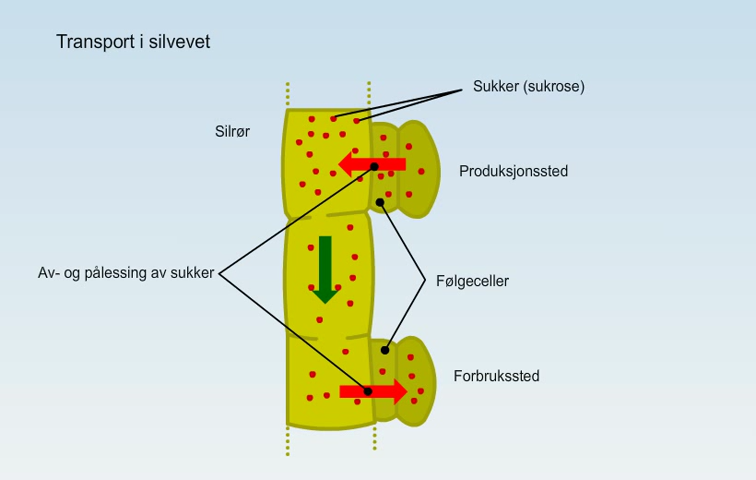 Transport i silvevet
Sukker (sukrose)
Silrør
Produksjonssted
Av- og pålessing av sukker
Følgeceller
Forbrukssted